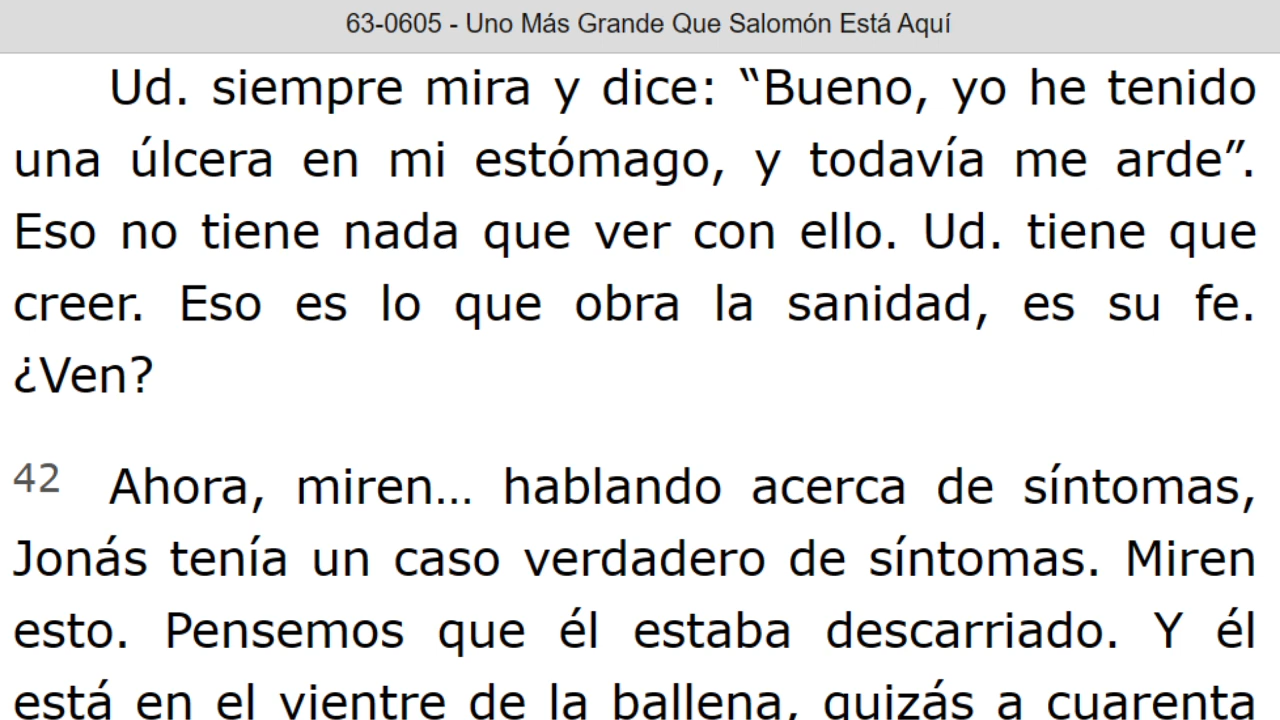 63-0605 - Uno Más Grande Que Salomón Está Aquí
Ud. siempre mira y dice: “Bueno, yo he tenido
una úlcera en mi estómago, y todavía me arde”.
Eso no tiene nada que ver con ello. Ud. tiene que
creer. Eso es lo que obra la sanidad, es su fe.
¿Ven?
42 Ahora, miren... hablando acerca de síntomas,
Jonás tenía un caso verdadero de síntomas. Miren
esto. Pensemos que él estaba descarriado. Y él
está en el vientre de la ballena, quizás a cuarenta